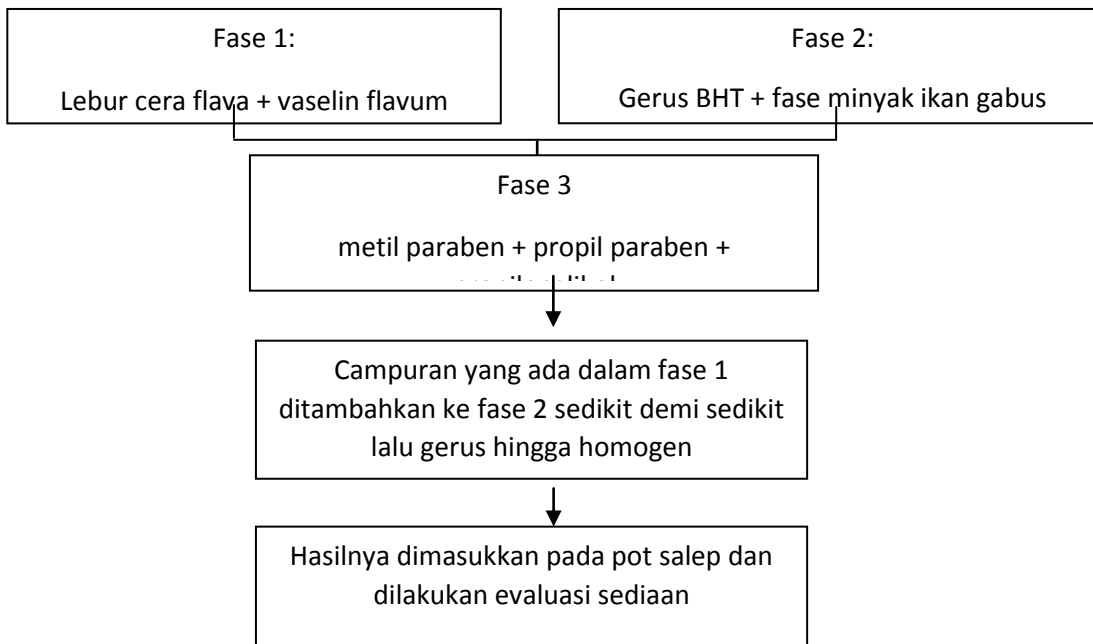 Fase 1:
Lebur cera flava + vaselin flavum
Fase 2:
Gerus BHT + fase minyak ikan gabus
Fase 3
metil paraben + propil paraben +
Campuran yang ada dalam fase 1
ditambahkan ke fase 2 sedikit demi sedikit
lalu gerus hingga homogen
Hasilnya dimasukkan pada pot salep dan
dilakukan evaluasi sediaan